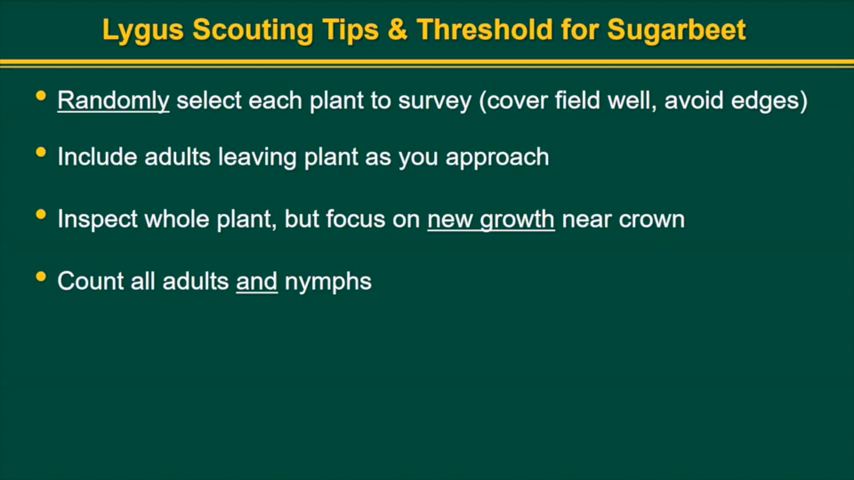 Lygus Scouting Tips & Threshold for Sugarbeet
• Randomly select each plant to survey (cover field well, avoid edges)
• Include adults leaving plant as you approach
• Inspect whole plant, but focus on new growth near crown
• Count all adults and nymphs